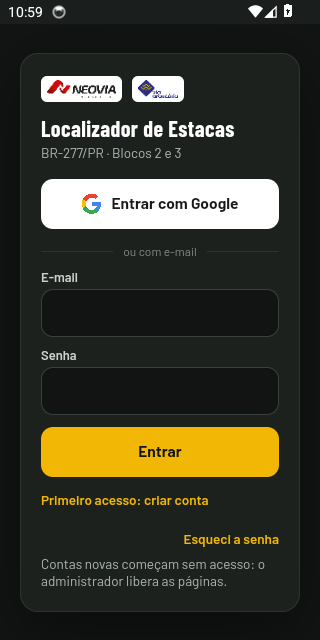 10:59
NEOVIA
Localizador de Estacas
BR-277/PR · Blocos 2 e 3
Entrar com Google
ou com e-mail
E-mail
Senha
Entrar
Primeiro acesso: criar conta
Esqueci a senha
Contas novas começam sem acesso: o
administrador libera as páginas.